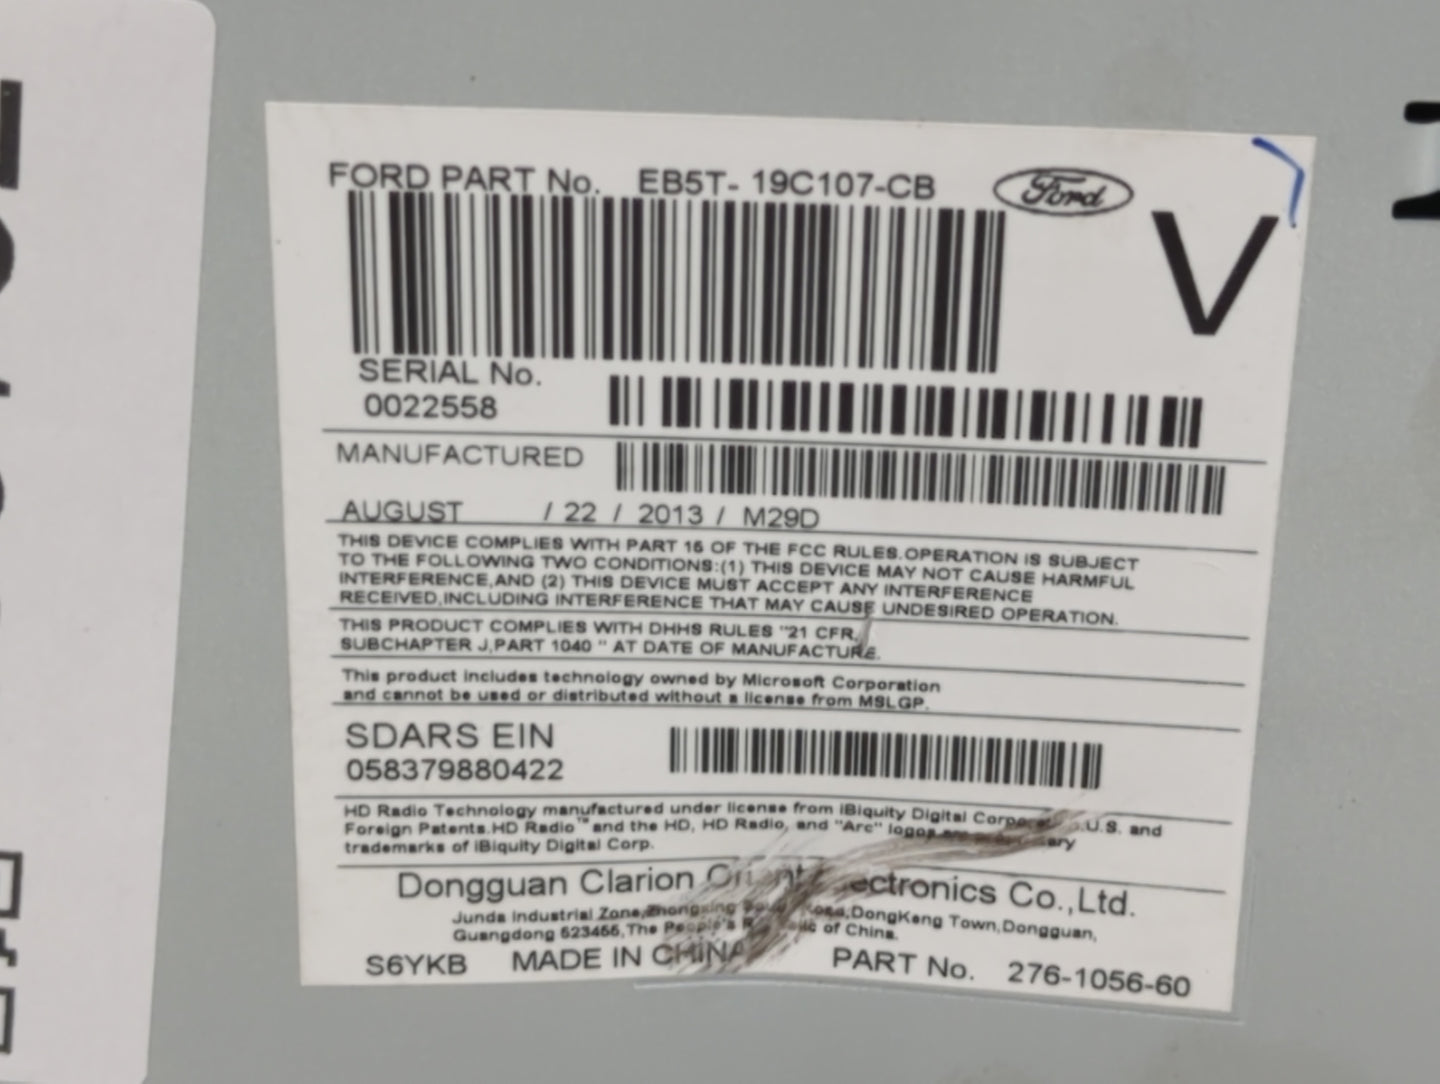 FORD PART No. EB5T- 19C107-CB Ford
V
SERIAL No.
0022558
MANUFACTURED
AUGUST / 22 / 2013 / M29D
THIS DEVICE COMPLIES WITH PART 15 OF THE FCC RULES.OPERATION IS SUBJECT
TO THE FOLLOWING TWO CONDITIONS:(1) THIS DEVICE MAY NOT CAUSE HARMFUL
INTERFERENCE,AND (2) THIS DEVICE MUST ACCEPT ANY INTERFERENCE
RECEIVED,INCLUDING INTERFERENCE THAT MAY CAUSE UNDESIRED OPERATION.
THIS PRODUCT COMPLIES WITH DHHS RULES "21 CFR,
SUBCHAPTER J,PART 1040 " AT DATE OF MANUFACTURE.
This product includes technology owned by Microsoft Corporation
and cannot be used or distributed without a license from MSLGP.
SDARS EIN
058379880422
HD Radio Technology manufactured under license from iBiquity Digital U.S. and
Foreign Patents.HD Radio™ and the HD, HD Radio, and "Arc" logos
trademarks of iBiquity Digital Corp.
Dongguan Clarion Co.,Ltd.
Junda Industrial Zone, Road,DongKeng Town,Dongguan,
Guangdong 523455,The People's Republic of China.
S6YKB MADE IN CHINA PART No. 276-1056-60